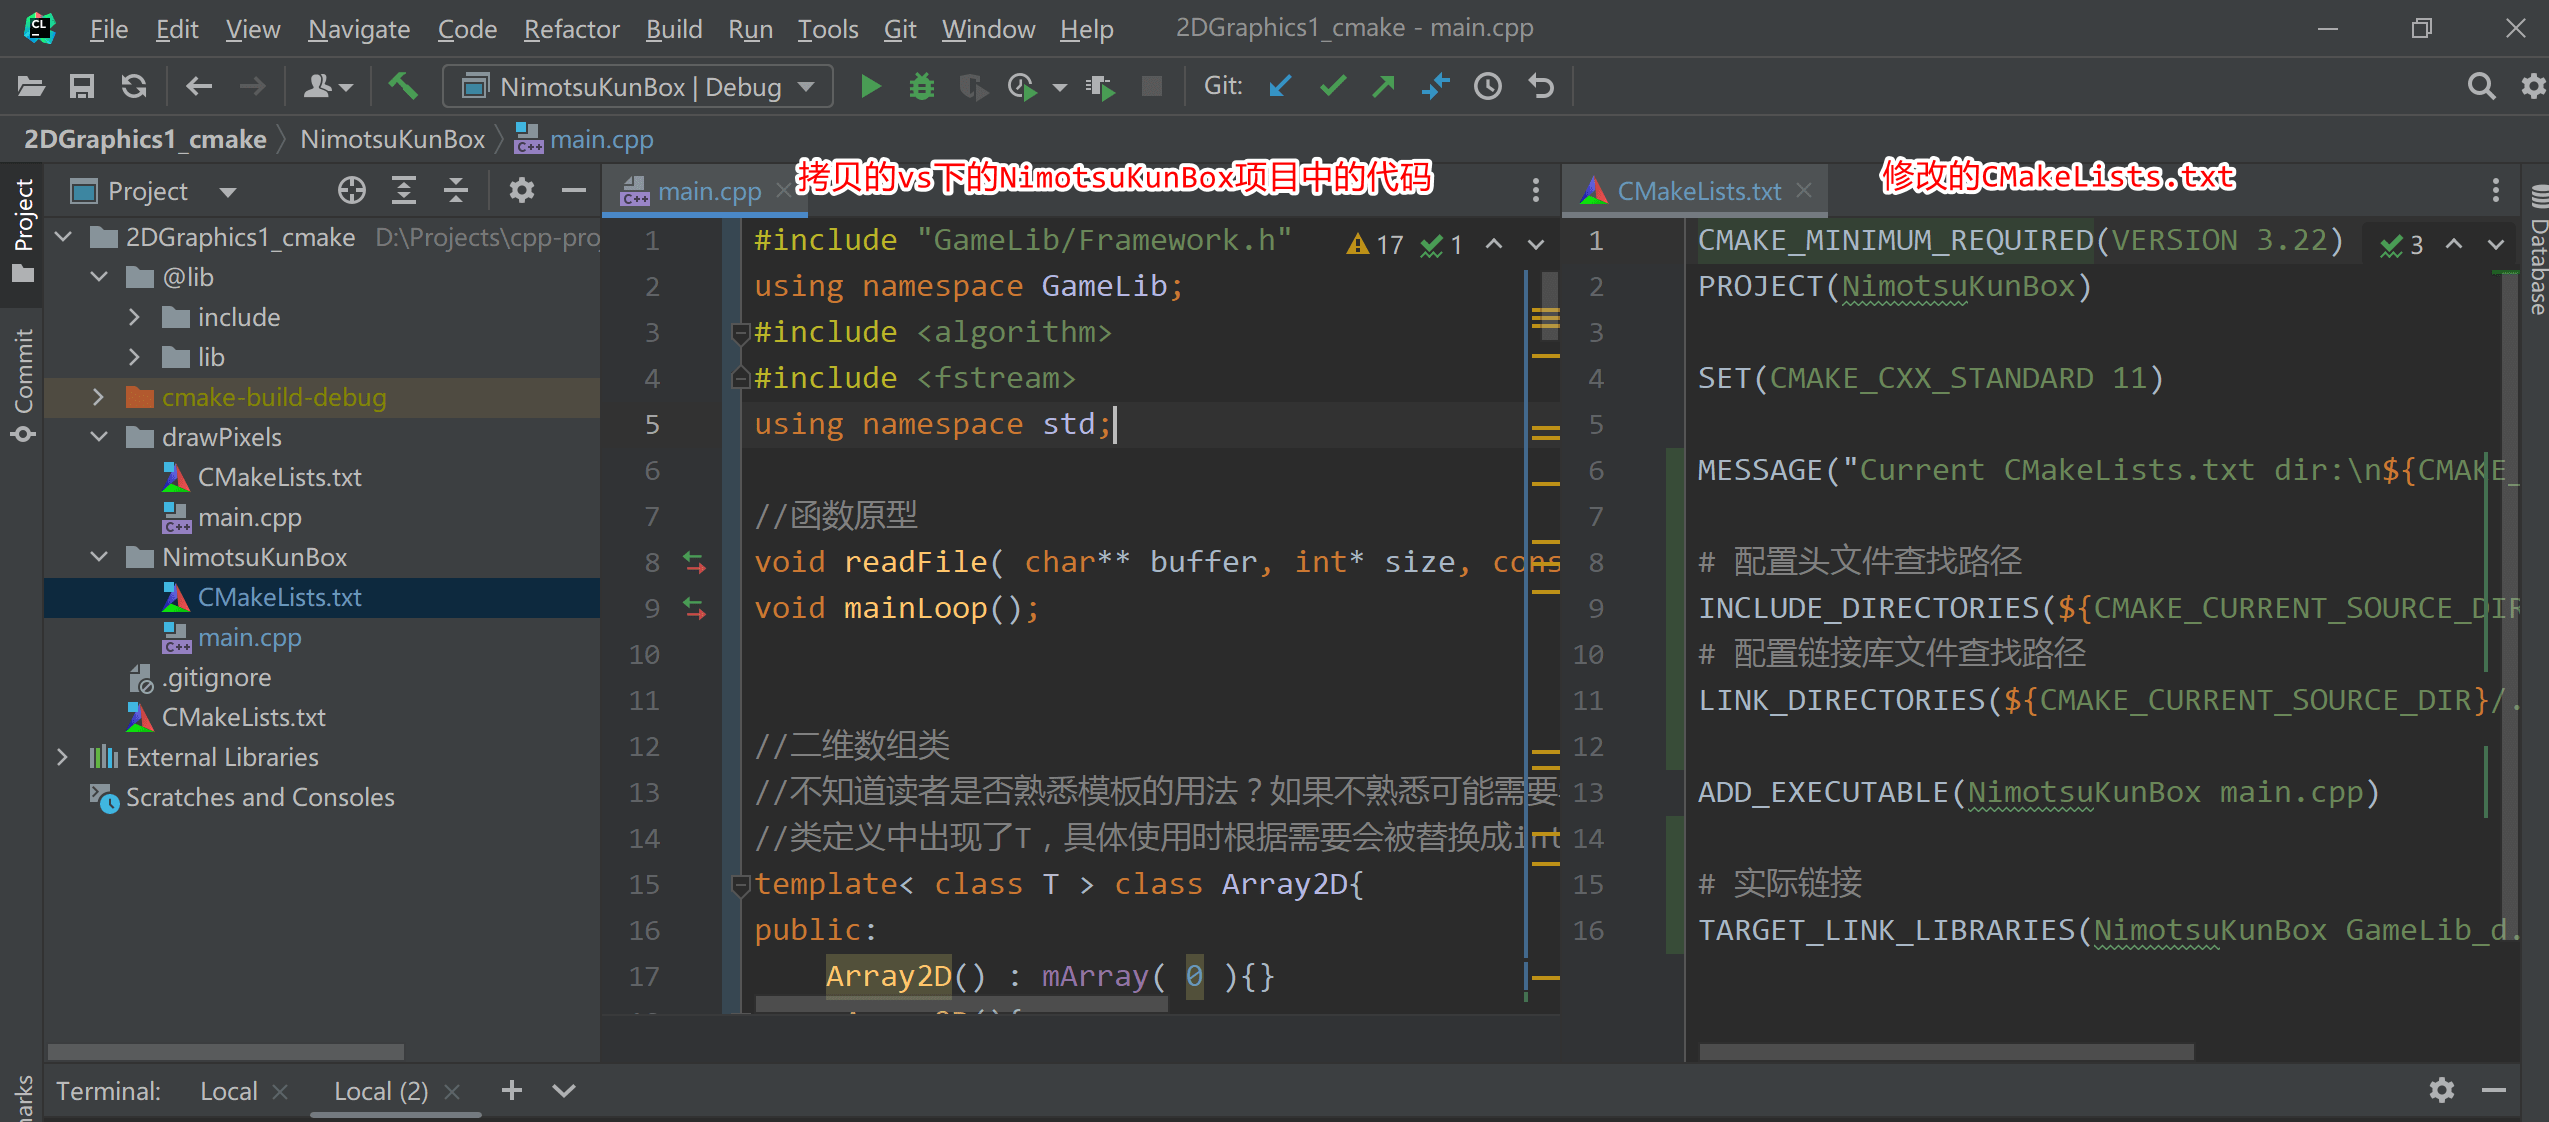 File Edit View Navigate Code Refactor Build Run Tools Git Window Help 2DGraphics1_cmake - main.cpp
NimotsuKunBox | Debug Git:
2DGraphics1_cmake NimotsuKunBox main.cpp
Project
Commit
Database
Project
2DGraphics1_cmake D:\Projects\cpp-pro
@lib
include
lib
cmake-build-debug
drawPixels
CMakeLists.txt
main.cpp
NimotsuKunBox
CMakeLists.txt
main.cpp
.gitignore
CMakeLists.txt
External Libraries
Scratches and Consoles
main.cpp 拷贝的vs下的NimotsuKunBox项目中的代码
17 1
1 #include "GameLib/Framework.h"
2 using namespace GameLib;
3 #include <algorithm>
4 #include <fstream>
5 using namespace std;
6
7 //函数原型
8 void readFile( char** buffer, int* size, cons
9 void mainLoop();
10
11
12 //二维数组类
13 //不知道读者是否熟悉模板的用法？如果不熟悉可能需要
14 //类定义中出现了T，具体使用时根据需要会被替换成int
15 template< class T > class Array2D{
16 public:
17 Array2D() : mArray( 0 ){}
CMakeLists.txt 修改的CMakeLists.txt
3
1 CMAKE_MINIMUM_REQUIRED(VERSION 3.22)
2 PROJECT(NimotsuKunBox)
3
4 SET(CMAKE_CXX_STANDARD 11)
5
6 MESSAGE("Current CMakeLists.txt dir:\n${CMAKE_
7
8 # 配置头文件查找路径
9 INCLUDE_DIRECTORIES(${CMAKE_CURRENT_SOURCE_DIR
10 # 配置链接库文件查找路径
11 LINK_DIRECTORIES(${CMAKE_CURRENT_SOURCE_DIR}/.
12
13 ADD_EXECUTABLE(NimotsuKunBox main.cpp)
14
15 # 实际链接
16 TARGET_LINK_LIBRARIES(NimotsuKunBox GameLib_d.
Terminal: Local Local (2)